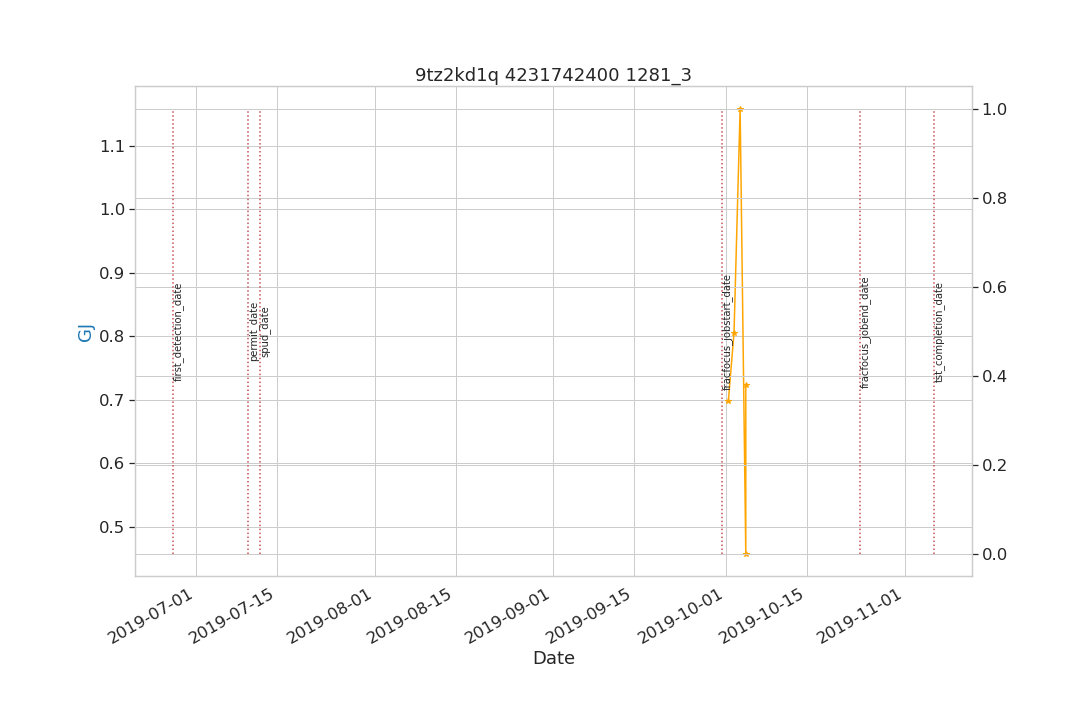 9tz2kd1q 4231742400 1281_3
GJ
1.1
1.0
0.9
0.8
0.7
0.6
0.5
1.0
0.8
0.6
0.4
0.2
0.0
first_detection_date
permit_date
spud_date
fracfocus_jobstart_date
fracfocus_jobend_date
tst_completion_date
2019-07-01
2019-07-15
2019-08-01
2019-08-15
2019-09-01
2019-09-15
2019-10-01
2019-10-15
2019-11-01
Date